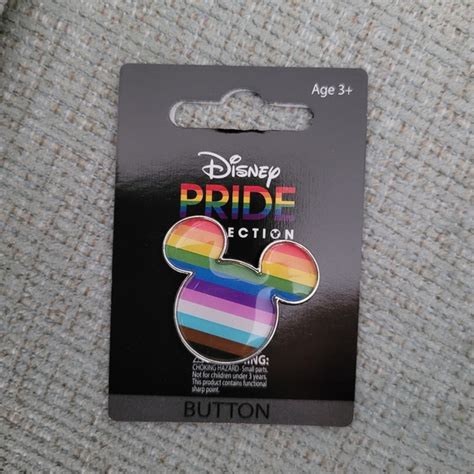 Age 3+
Disney
PRIDE
ECTION
NG:
CHOKING HAZARD - Small parts.
Not for children under 3 years.
This product contains functional
sharp point.
BUTTON